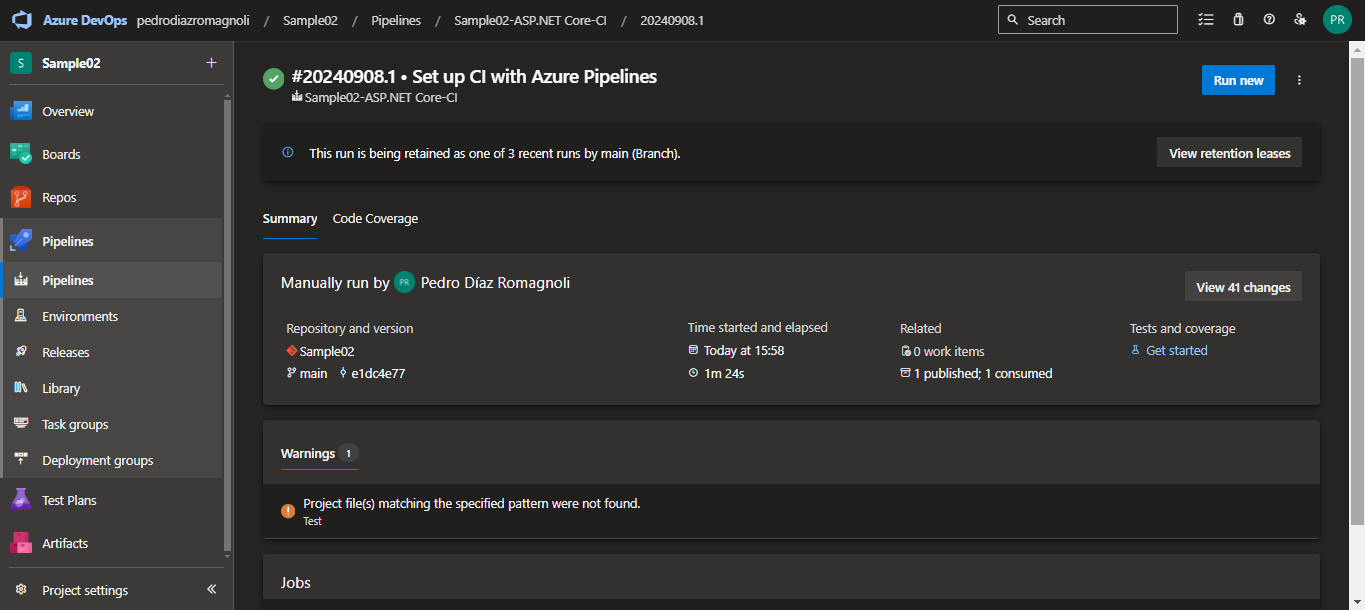 Azure DevOps pedrodiazromagnoli / Sample02 / Pipelines / Sample02-ASP.NET Core-CI / 20240908.1
Search
PR
S Sample02 +
Overview
Boards
Repos
Pipelines
Pipelines
Environments
Releases
Library
Task groups
Deployment groups
Test Plans
Artifacts
Project settings «
#20240908.1 • Set up CI with Azure Pipelines
Sample02-ASP.NET Core-CI
Run new
This run is being retained as one of 3 recent runs by main (Branch).
View retention leases
Summary Code Coverage
Manually run by PR Pedro Díaz Romagnoli
View 41 changes
Repository and version
Sample02
main e1dc4e77
Time started and elapsed
Today at 15:58
1m 24s
Related
0 work items
1 published; 1 consumed
Tests and coverage
Get started
Warnings 1
Project file(s) matching the specified pattern were not found.
Test
Jobs